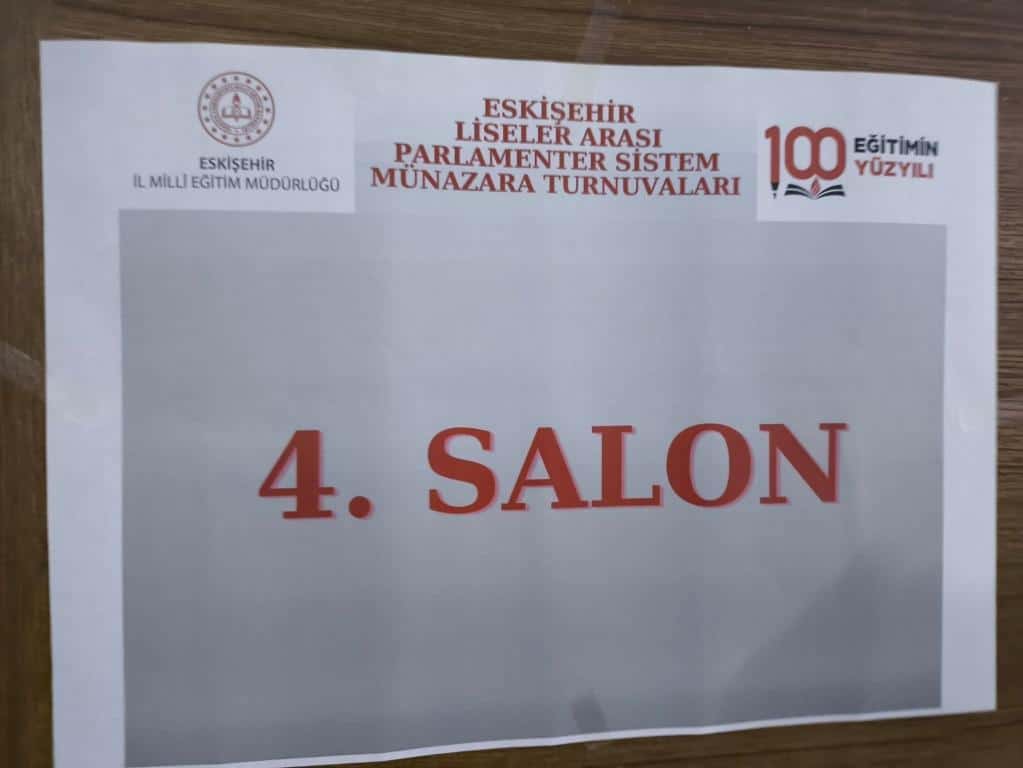 ESKİŞEHİR
İL MİLLÎ EĞİTİM MÜDÜRLÜĞÜ
ESKİŞEHİR
LİSELER ARASI
PARLAMENTER SİSTEM
MÜNAZARA TURNUVALARI
100 EĞİTİMİN
YÜZYILI
4. SALON